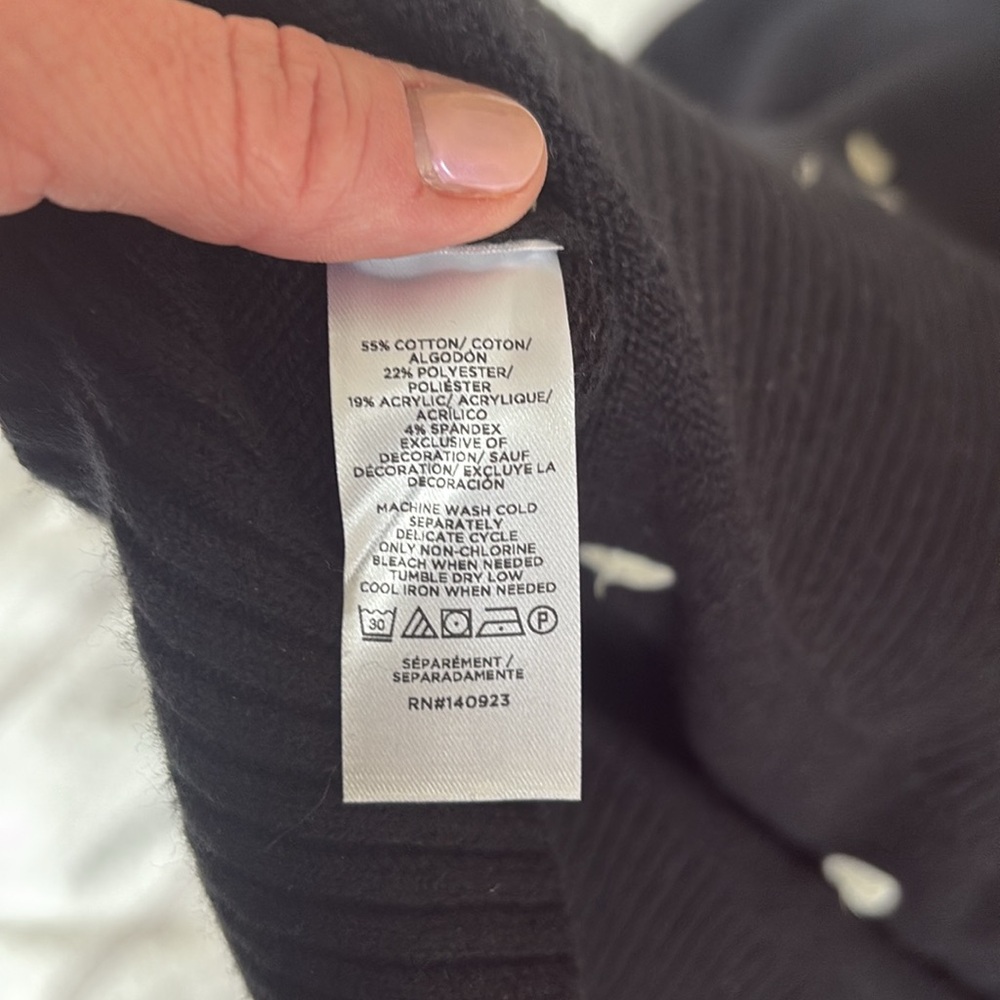 55% COTTON/ COTON/
ALGODÓN
22% POLYESTER/
POLIÉSTER
19% ACRYLIC/ ACRYLIQUE/
ACRÍLICO
4% SPANDEX
EXCLUSIVE OF
DECORATION/ SAUF
DÉCORATION/ EXCLUYE LA
DECORACIÓN
MACHINE WASH COLD
SEPARATELY
DELICATE CYCLE
ONLY NON-CHLORINE
BLEACH WHEN NEEDED
TUMBLE DRY LOW
COOL IRON WHEN NEEDED
30 P
SÉPARÉMENT /
SEPARADAMENTE
RN#140923